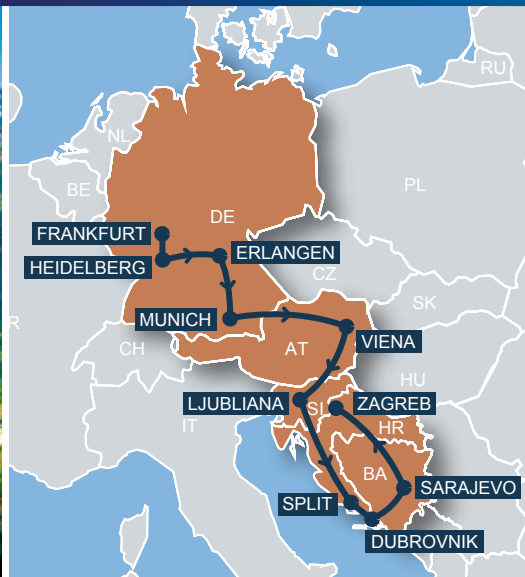 RU
NL
PL
BE
DE
FRANKFURT
ERLANGEN
HEIDELBERG
CZ
SK
MUNICH
R
VIENA
CH
AT
HU
LJUBLIANA
ZAGREB
SI
IT
HR
BA
SARAJEVO
SPLIT
DUBROVNIK